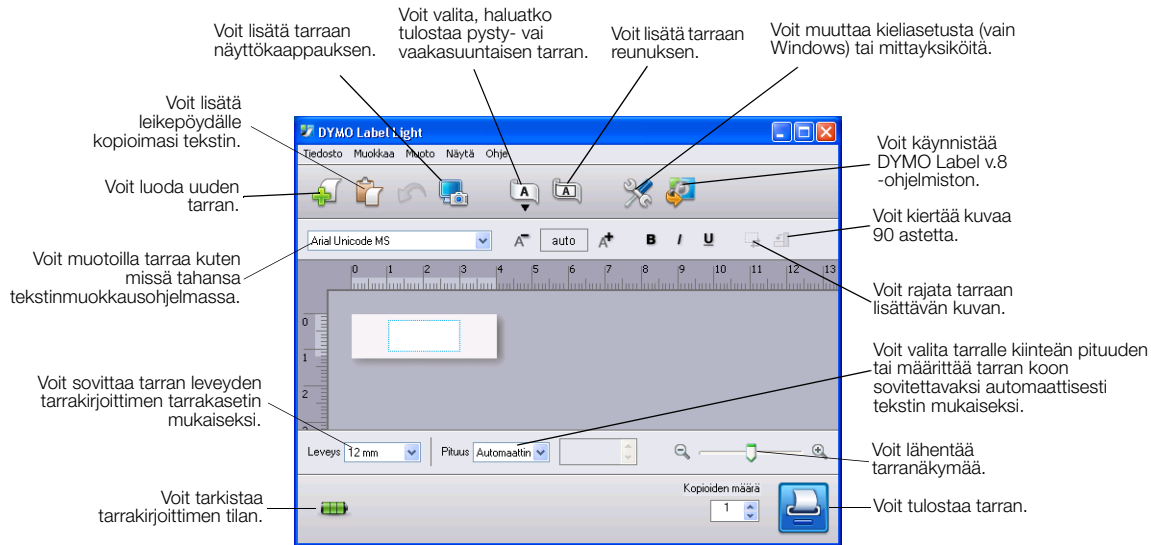 Voit lisätä tarraan
näyttökaappauksen.
Voit valita, haluatko
tulostaa pysty- vai
vaakasuuntaisen tarran.
Voit lisätä tarraan
reunuksen.
Voit muuttaa kieliasetusta (vain
Windows) tai mittayksiköitä.
Voit lisätä
leikepöydälle
kopioimasi tekstin.
Voit luoda uuden
tarran.
Voit muotoilla tarraa kuten
missä tahansa
tekstinmuokkausohjelmassa.
Voit sovittaa tarran leveyden
tarrakirjoittimen tarrakasetin
mukaiseksi.
Voit tarkistaa
tarrakirjoittimen tilan.
DYMO Label Light
Tiedosto Muokkaa Muoto Näytä Ohje
A A
Arial Unicode MS A- auto A+ B I U
0 1 2 3 4 5 6 7 8 9 10 11 12 13
0
1
2
Leveys 12 mm Pituus Automaattin
Kopioiden määrä
1
Voit käynnistää
DYMO Label v.8
-ohjelmiston.
Voit kiertää kuvaa
90 astetta.
Voit rajata tarraan
lisättävän kuvan.
Voit valita tarralle kiinteän pituuden
tai määrittää tarran koon
sovitettavaksi automaattisesti
tekstin mukaiseksi.
Voit lähentää
tarranäkymää.
Voit tulostaa tarran.